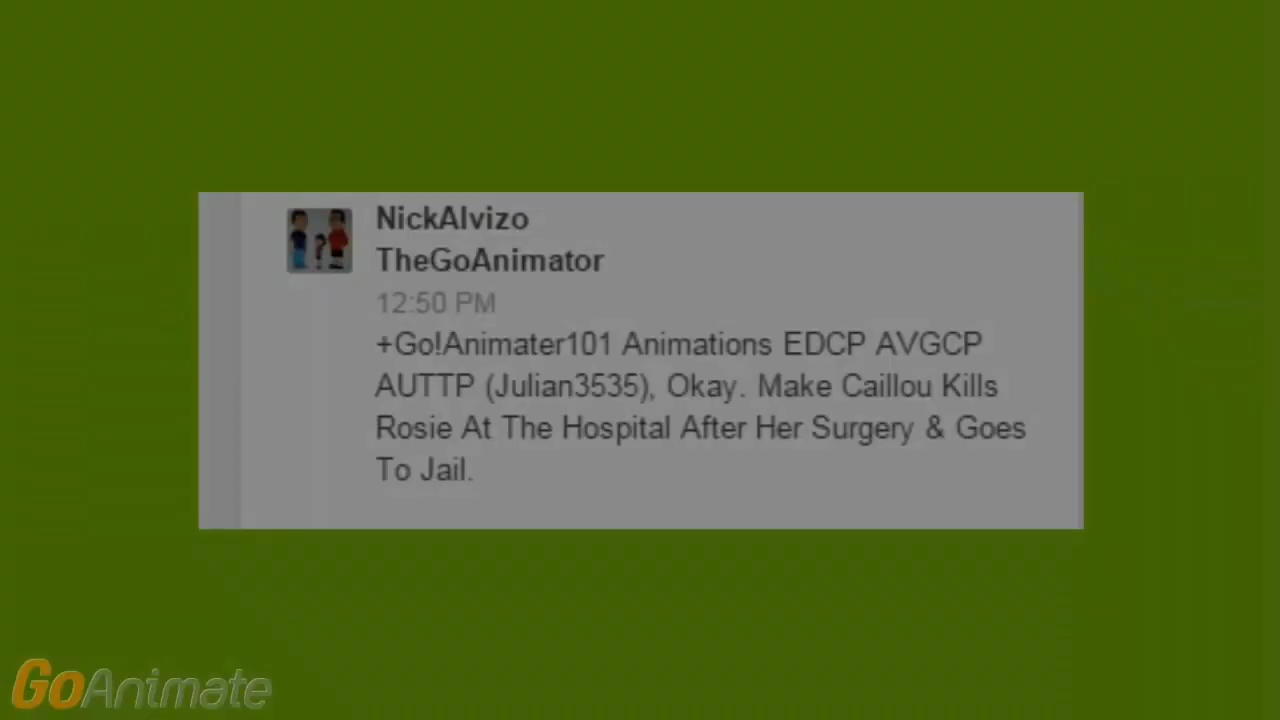 NickAlvizo
TheGoAnimator
12:50 PM
+Go!Animater101 Animations EDCP AVGCP
AUTTP (Julian3535), Okay. Make Caillou Kills
Rosie At The Hospital After Her Surgery & Goes
To Jail.
GoAnimate